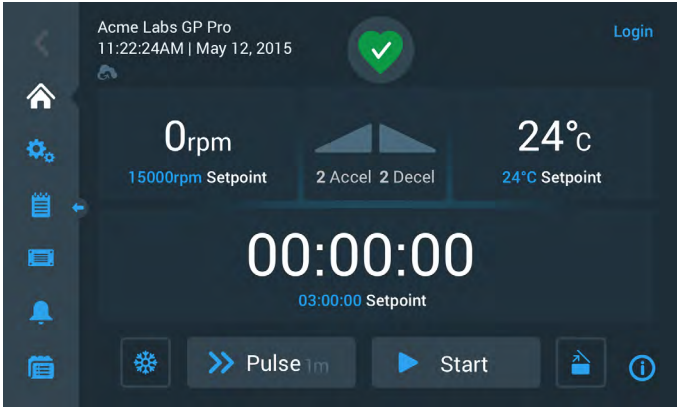 Acme Labs GP Pro
11:22:24AM | May 12, 2015
Login
0rpm
15000rpm Setpoint
2 Accel 2 Decel
24°C
24°C Setpoint
00:00:00
03:00:00 Setpoint
Pulse 1m
Start